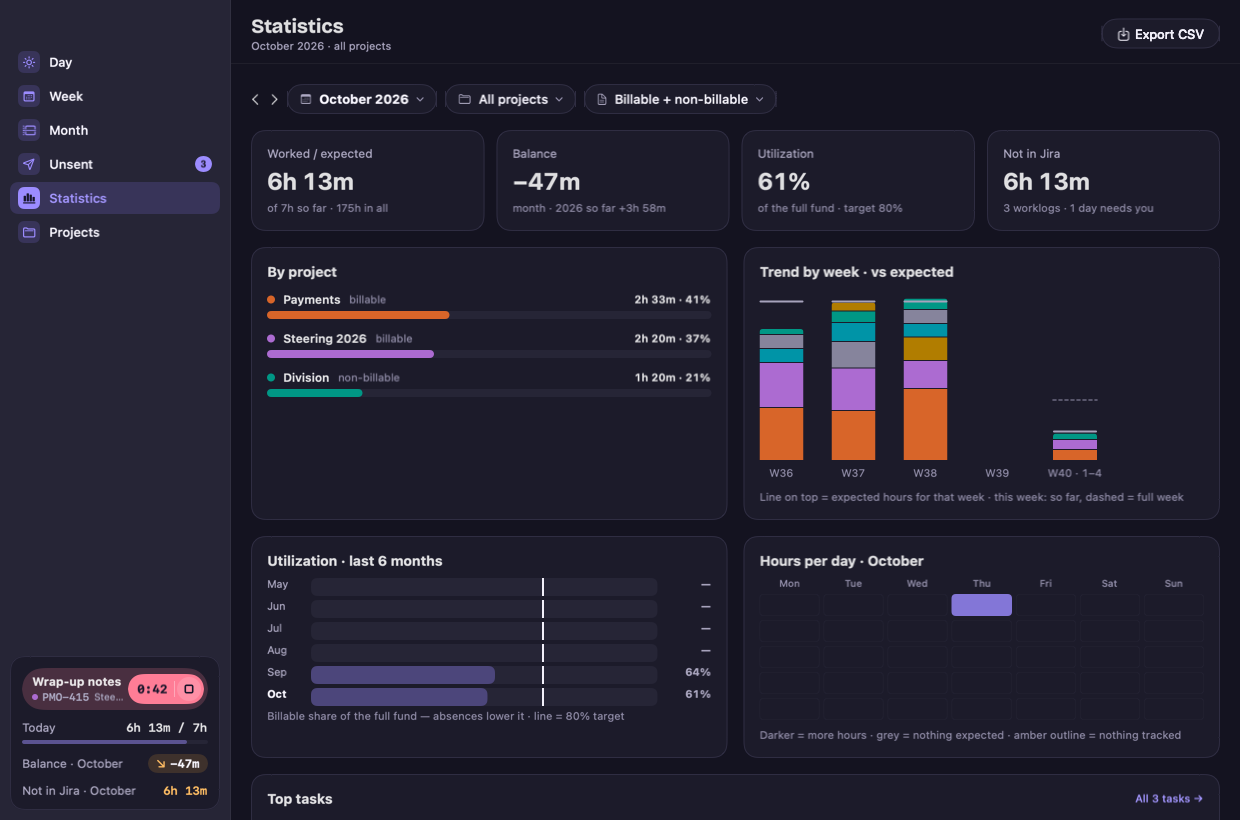 Statistics
October 2026 · all projects
Export CSV
Day
Week
Month
Unsent 3
Statistics
Projects
October 2026
All projects
Billable + non-billable
Worked / expected
6h 13m
of 7h so far · 175h in all
Balance
−47m
month · 2026 so far +3h 58m
Utilization
61%
of the full fund · target 80%
Not in Jira
6h 13m
3 worklogs · 1 day needs you
By project
Payments billable 2h 33m · 41%
Steering 2026 billable 2h 20m · 37%
Division non-billable 1h 20m · 21%
Trend by week · vs expected
W36 W37 W38 W39 W40 · 1–4
Line on top = expected hours for that week · this week: so far, dashed = full week
Utilization · last 6 months
May —
Jun —
Jul —
Aug —
Sep 64%
Oct 61%
Billable share of the full fund — absences lower it · line = 80% target
Hours per day · October
Mon Tue Wed Thu Fri Sat Sun
Darker = more hours · grey = nothing expected · amber outline = nothing tracked
Wrap-up notes
PMO-415 Stee...
0:42
Today 6h 13m / 7h
Balance · October ↘ −47m
Not in Jira · October 6h 13m
Top tasks
All 3 tasks →